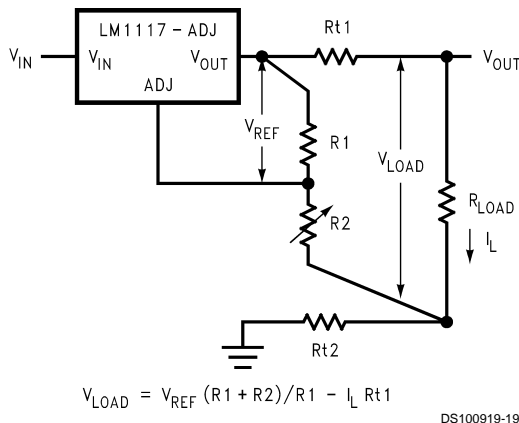 LM1117-ADJ
V_IN
V_IN
V_OUT
ADJ
Rt1
V_OUT
V_REF
R1
V_LOAD
R2
R_LOAD
I_L
Rt2
V_LOAD = V_REF (R1 + R2)/R1 - I_L Rt1
DS100919-19